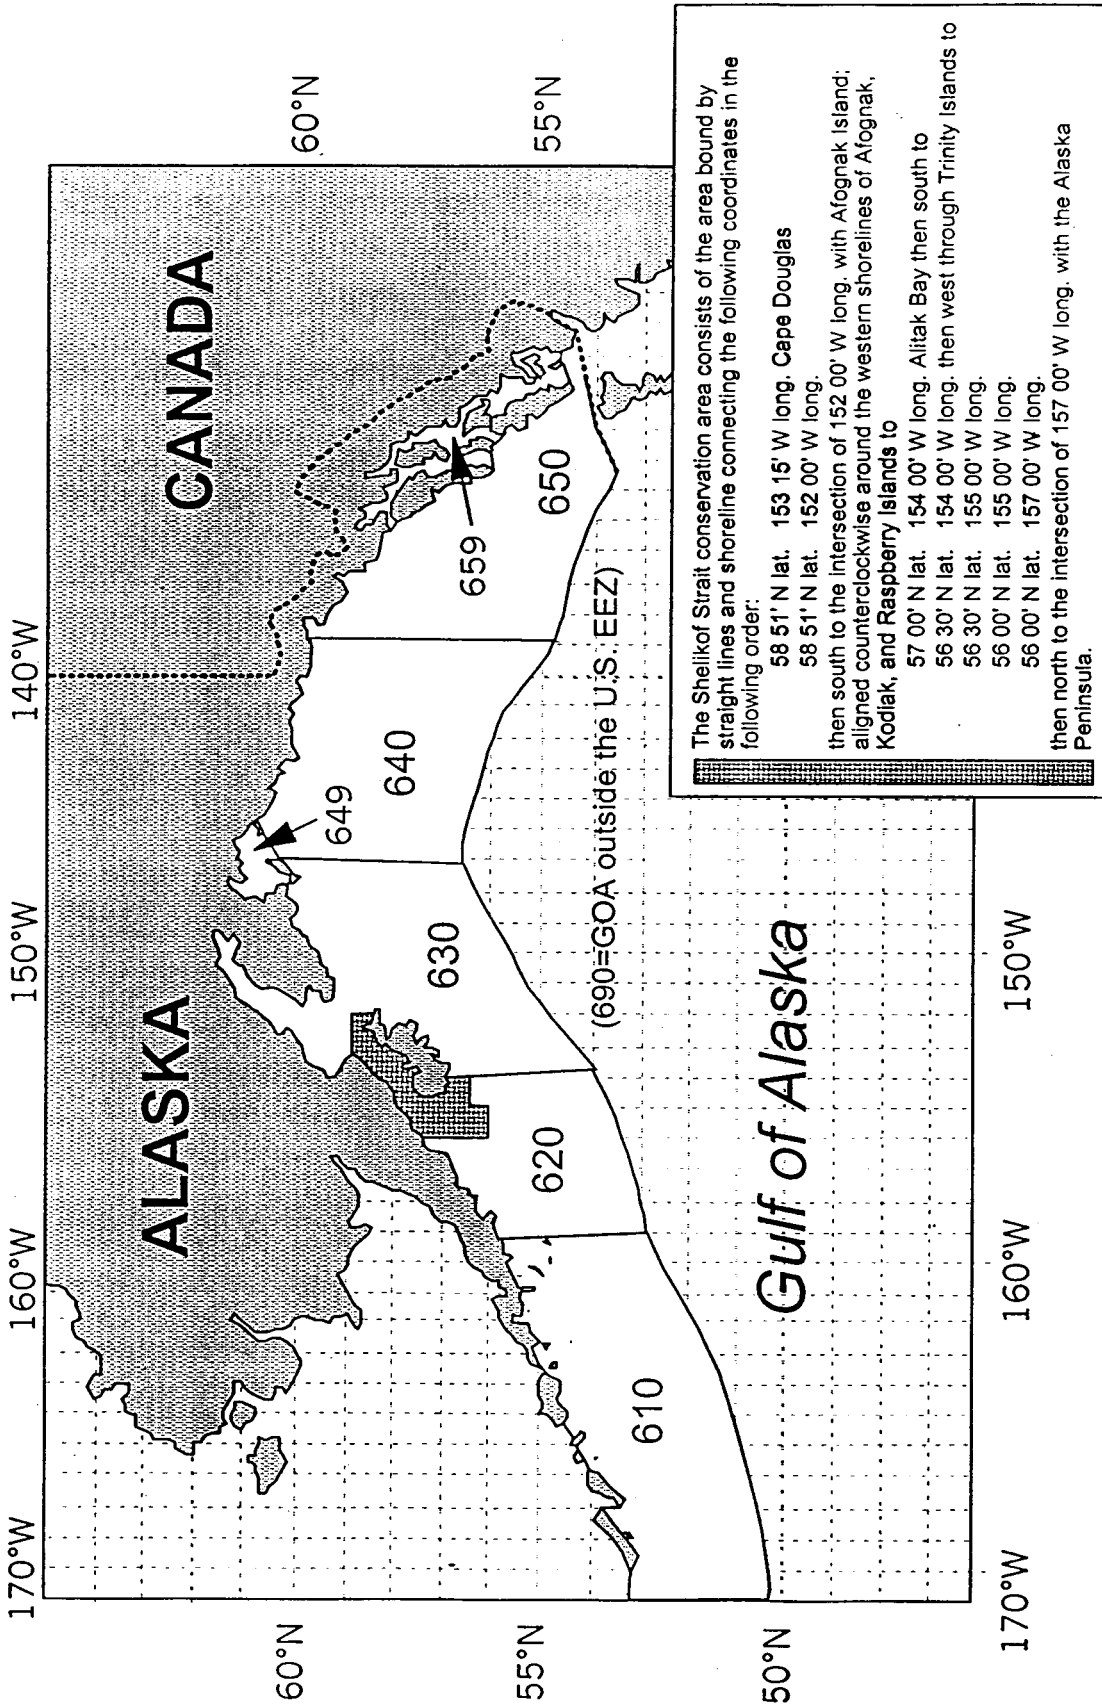 170°W
160°W
150°W
140°W
ALASKA
CANADA
60°N
60°N
649
640
659
630
650
620
55°N
55°N
610
(690=GOA outside the U.S. EEZ)
Gulf of Alaska
50°N
170°W
160°W
150°W
The Shelikof Strait conservation area consists of the area bound by
straight lines and shoreline connecting the following coordinates in the
following order:
58 51' N lat. 153 15' W long. Cape Douglas
58 51' N lat. 152 00' W long.
then south to the intersection of 152 00' W long. with Afognak Island;
aligned counterclockwise around the western shorelines of Afognak,
Kodiak, and Raspberry Islands to
57 00' N lat. 154 00' W long. Alitak Bay then south to
56 30' N lat. 154 00' W long. then west through Trinity Islands to
56 30' N lat. 155 00' W long.
56 00' N lat. 155 00' W long.
56 00' N lat. 157 00' W long.
then north to the intersection of 157 00' W long. with the Alaska
Peninsula.